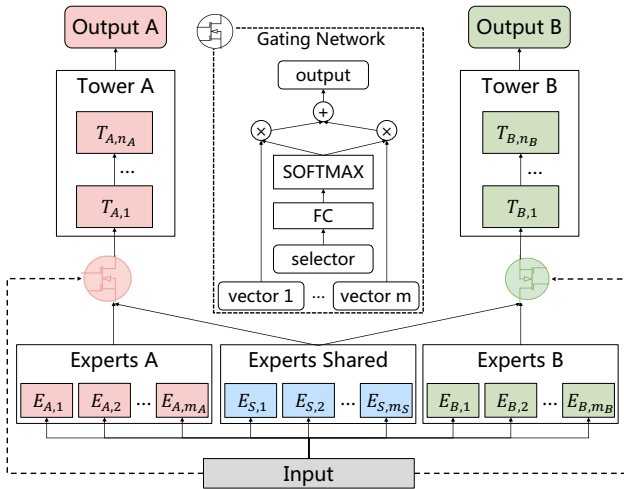 Output A
Output B
Gating Network
Tower A
Tower B
output
+
× ×
T_{A,n_A}
T_{B,n_B}
SOFTMAX
... ...
T_{A,1}
T_{B,1}
FC
selector
vector 1 ... vector m
Experts A
Experts Shared
Experts B
E_{A,1} E_{A,2} ... E_{A,m_A}
E_{S,1} E_{S,2} ... E_{S,m_S}
E_{B,1} E_{B,2} ... E_{B,m_B}
Input